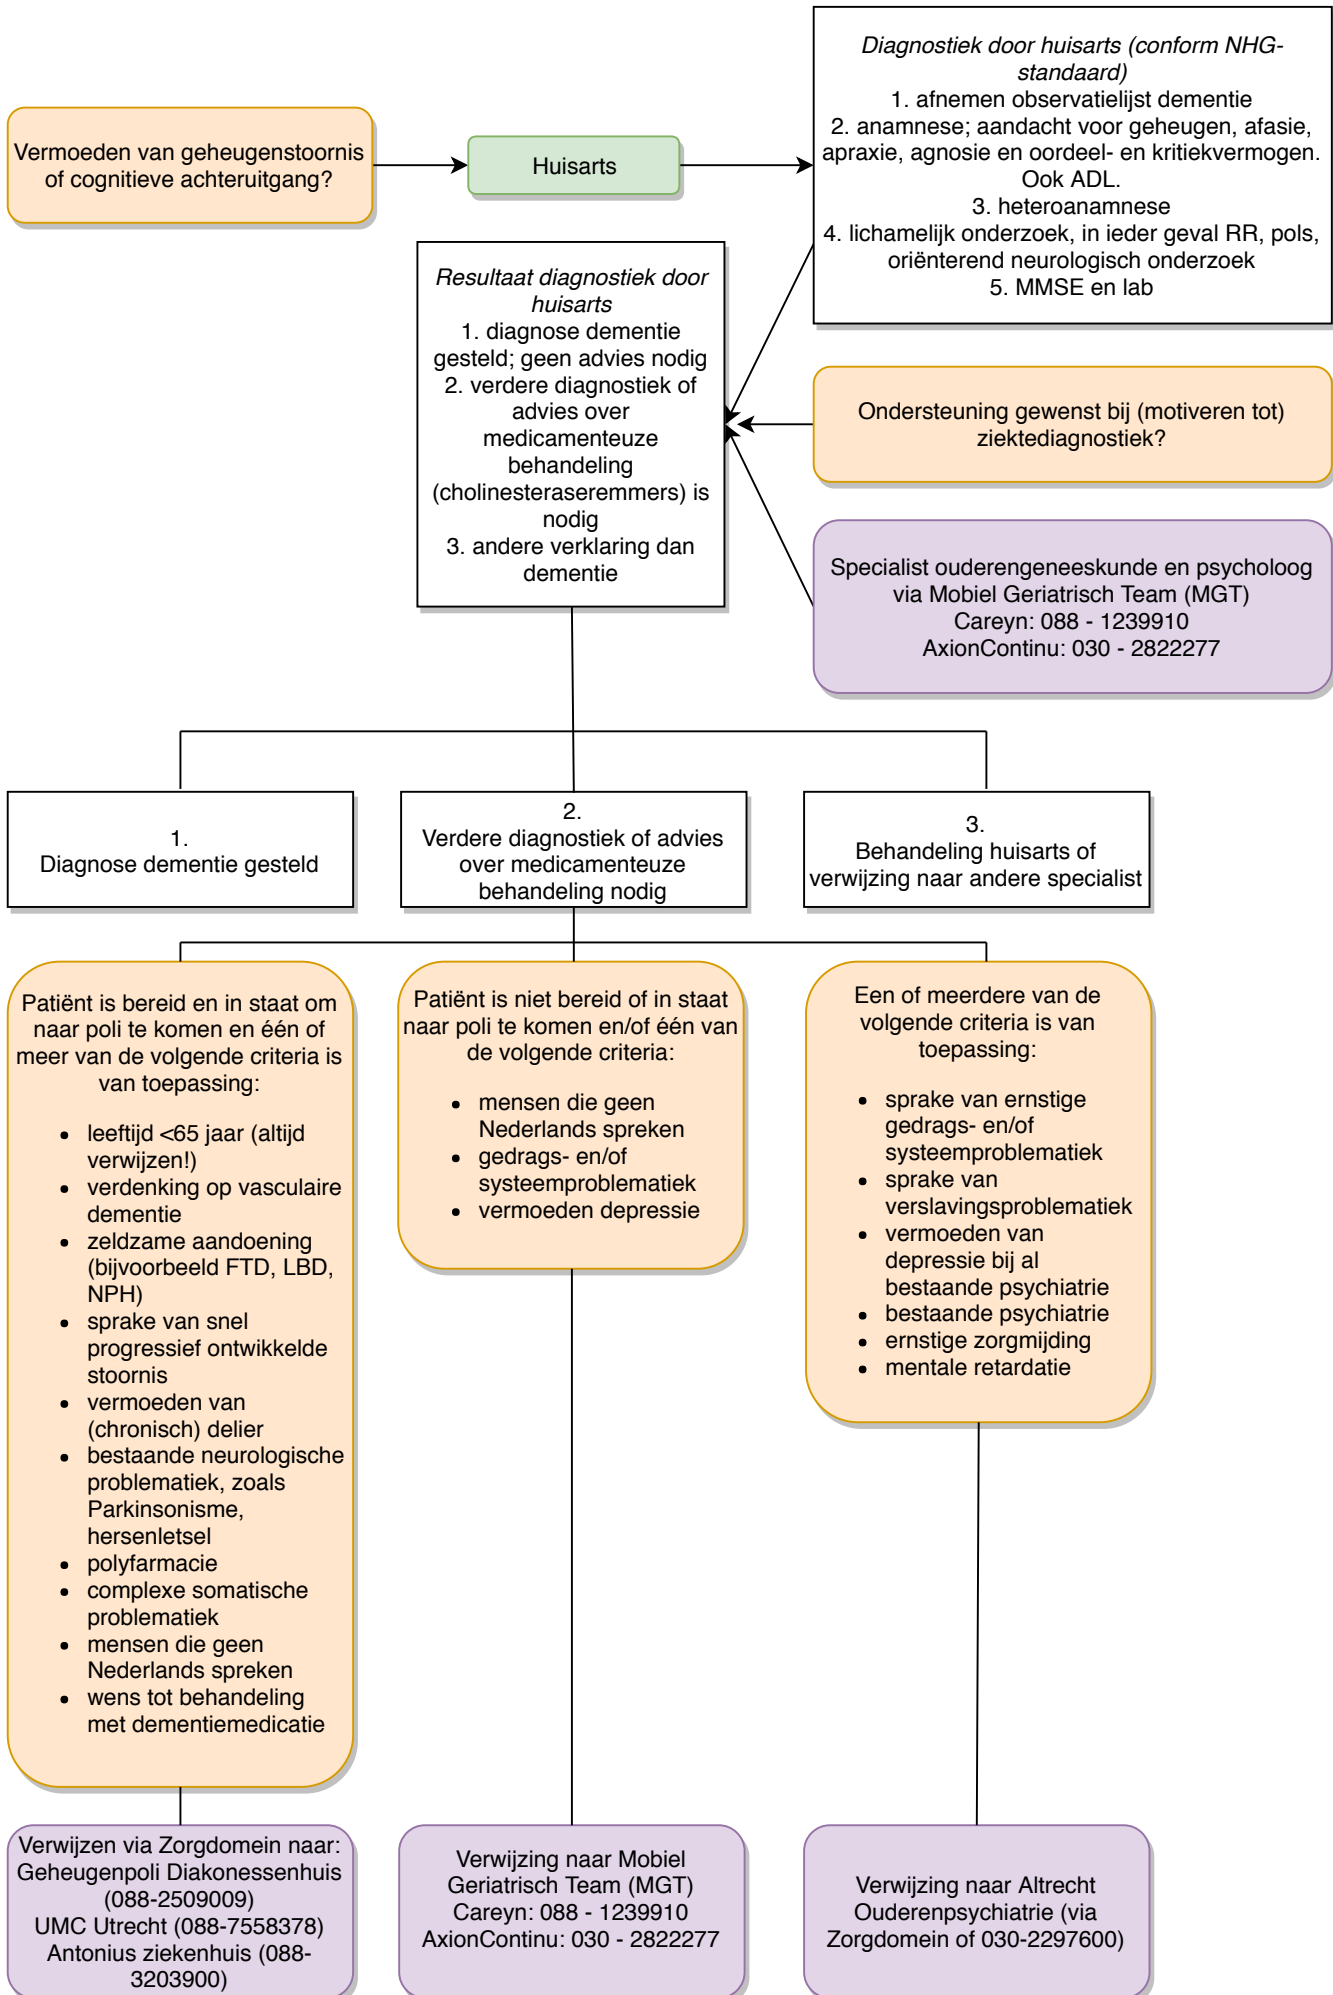 Vermoeden van geheugenstoornis
of cognitieve achteruitgang?
Huisarts
Diagnostiek door huisarts (conform NHG-
standaard)
1. afnemen observatielijst dementie
2. anamnese; aandacht voor geheugen, afasie,
apraxie, agnosie en oordeel- en kritiekvermogen.
Ook ADL.
3. heteroanamnese
4. lichamelijk onderzoek, in ieder geval RR, pols,
oriënterend neurologisch onderzoek
5. MMSE en lab
Resultaat diagnostiek door
huisarts
1. diagnose dementie
gesteld; geen advies nodig
2. verdere diagnostiek of
advies over
medicamenteuze
behandeling
(cholinesteraseremmers) is
nodig
3. andere verklaring dan
dementie
Ondersteuning gewenst bij (motiveren tot)
ziektediagnostiek?
Specialist ouderengeneeskunde en psycholoog
via Mobiel Geriatrisch Team (MGT)
Careyn: 088 - 1239910
AxionContinu: 030 - 2822277
1.
Diagnose dementie gesteld
2.
Verdere diagnostiek of advies
over medicamenteuze
behandeling nodig
3.
Behandeling huisarts of
verwijzing naar andere specialist
Patiënt is bereid en in staat om
naar poli te komen en één of
meer van de volgende criteria is
van toepassing:
• leeftijd <65 jaar (altijd
verwijzen!)
• verdenking op vasculaire
dementie
• zeldzame aandoening
(bijvoorbeeld FTD, LBD,
NPH)
• sprake van snel
progressief ontwikkelde
stoornis
• vermoeden van
(chronisch) delier
• bestaande neurologische
problematiek, zoals
Parkinsonisme,
hersenletsel
• polyfarmacie
• complexe somatische
problematiek
• mensen die geen
Nederlands spreken
• wens tot behandeling
met dementiemedicatie
Patiënt is niet bereid of in staat
naar poli te komen en/of één van
de volgende criteria:
• mensen die geen
Nederlands spreken
• gedrags- en/of
systeemproblematiek
• vermoeden depressie
Een of meerdere van de
volgende criteria is van
toepassing:
• sprake van ernstige
gedrags- en/of
systeemproblematiek
• sprake van
verslavingsproblematiek
• vermoeden van
depressie bij al
bestaande psychiatrie
• bestaande psychiatrie
• ernstige zorgmijding
• mentale retardatie
Verwijzen via Zorgdomein naar:
Geheugenpoli Diakonessenhuis
(088-2509009)
UMC Utrecht (088-7558378)
Antonius ziekenhuis (088-
3203900)
Verwijzing naar Mobiel
Geriatrisch Team (MGT)
Careyn: 088 - 1239910
AxionContinu: 030 - 2822277
Verwijzing naar Altrecht
Ouderenpsychiatrie (via
Zorgdomein of 030-2297600)